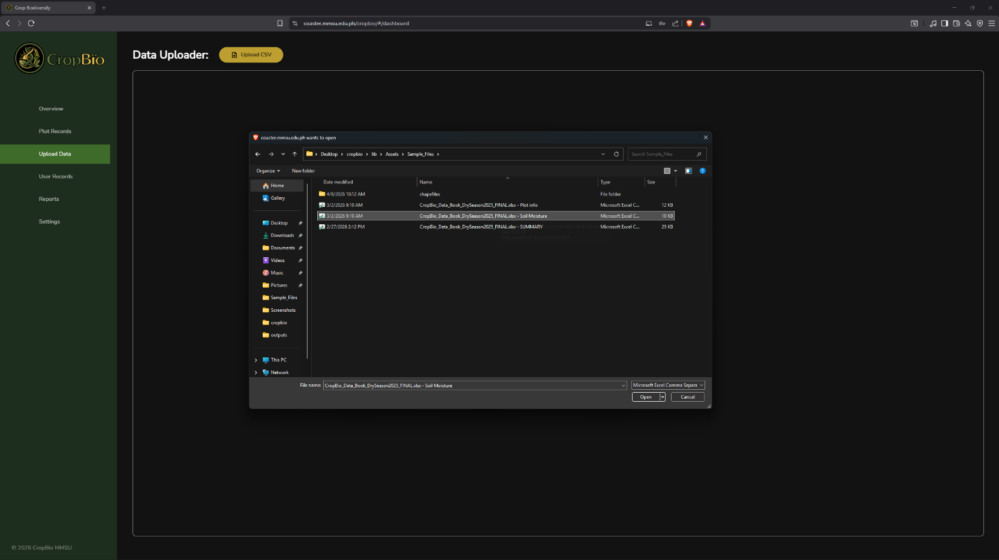 Crop Biodiversity
coaster.mmsu.edu.ph/cropbio/#/dashboard
CropBio
Data Uploader:
Upload CSV
Overview
Plot Records
Upload Data
User Records
Reports
Settings
© 2026 CropBio MMSU
coaster.mmsu.edu.ph wants to open
Desktop > cropbio > lib > Assets > Sample_Files >
Search Sample_Files
Organize
New folder
Home
Gallery
Desktop
Downloads
Documents
Videos
Music
Pictures
Sample_Files
Screenshots
cropbio
outputs
This PC
Network
Date modified Name Type Size
4/8/2026 10:12 AM shapefiles File folder
3/2/2026 9:10 AM CropBio_Data_Book_DrySeason2025_FINAL.xlsx - Plot info Microsoft Excel C... 12 KB
3/2/2026 9:10 AM CropBio_Data_Book_DrySeason2025_FINAL.xlsx - Soil Moisture Microsoft Excel C... 10 KB
2/27/2026 2:12 PM CropBio_Data_Book_DrySeason2025_FINAL.xlsx - SUMMARY Microsoft Excel C... 25 KB
File name: CropBio_Data_Book_DrySeason2025_FINAL.xlsx - Soil Moisture
Microsoft Excel Comma Separa
Open
Cancel